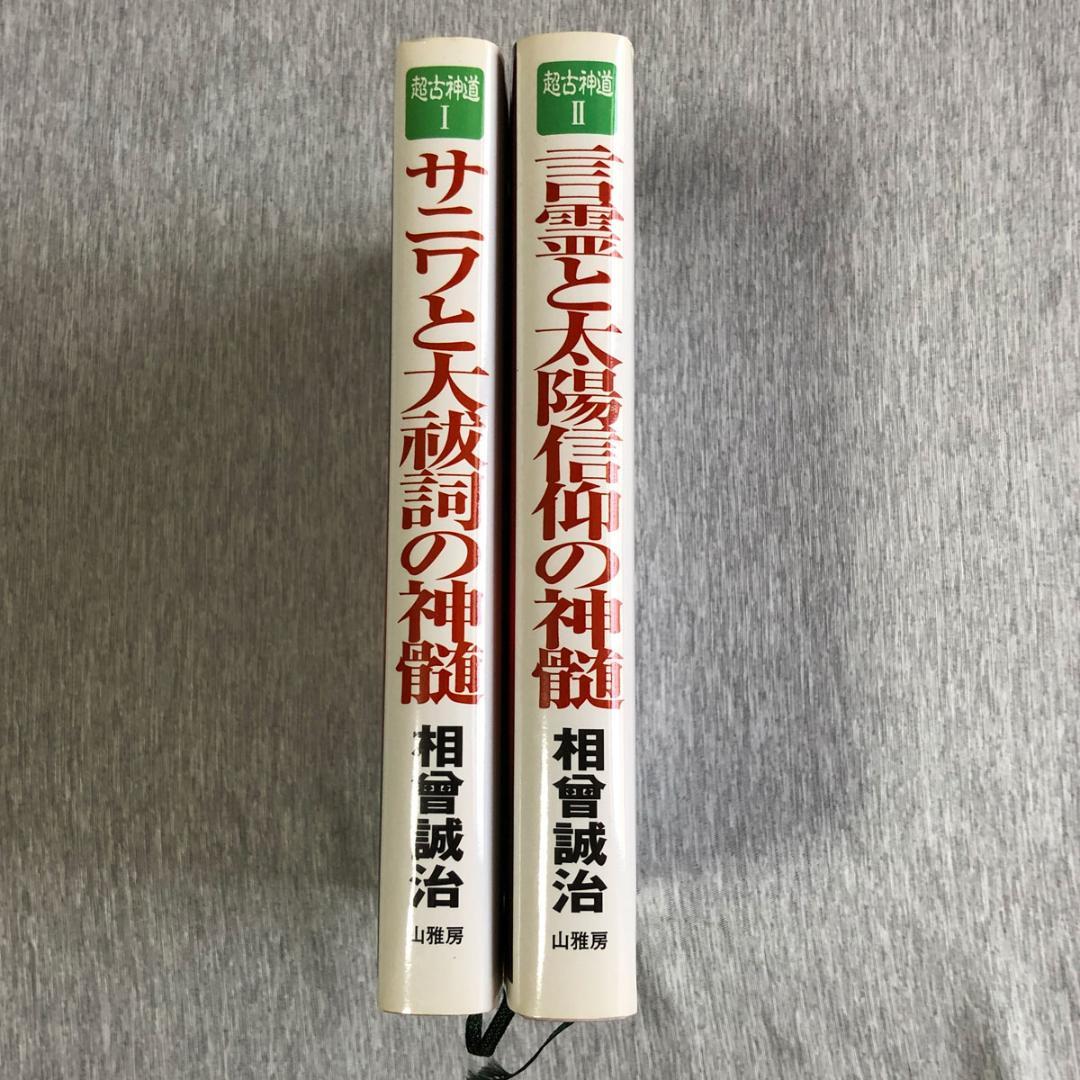 超古神道
I
サニワと大祓詞の神髄
相曾誠治
山雅房
超古神道
II
言霊と太陽信仰の神髄
相曾誠治
山雅房